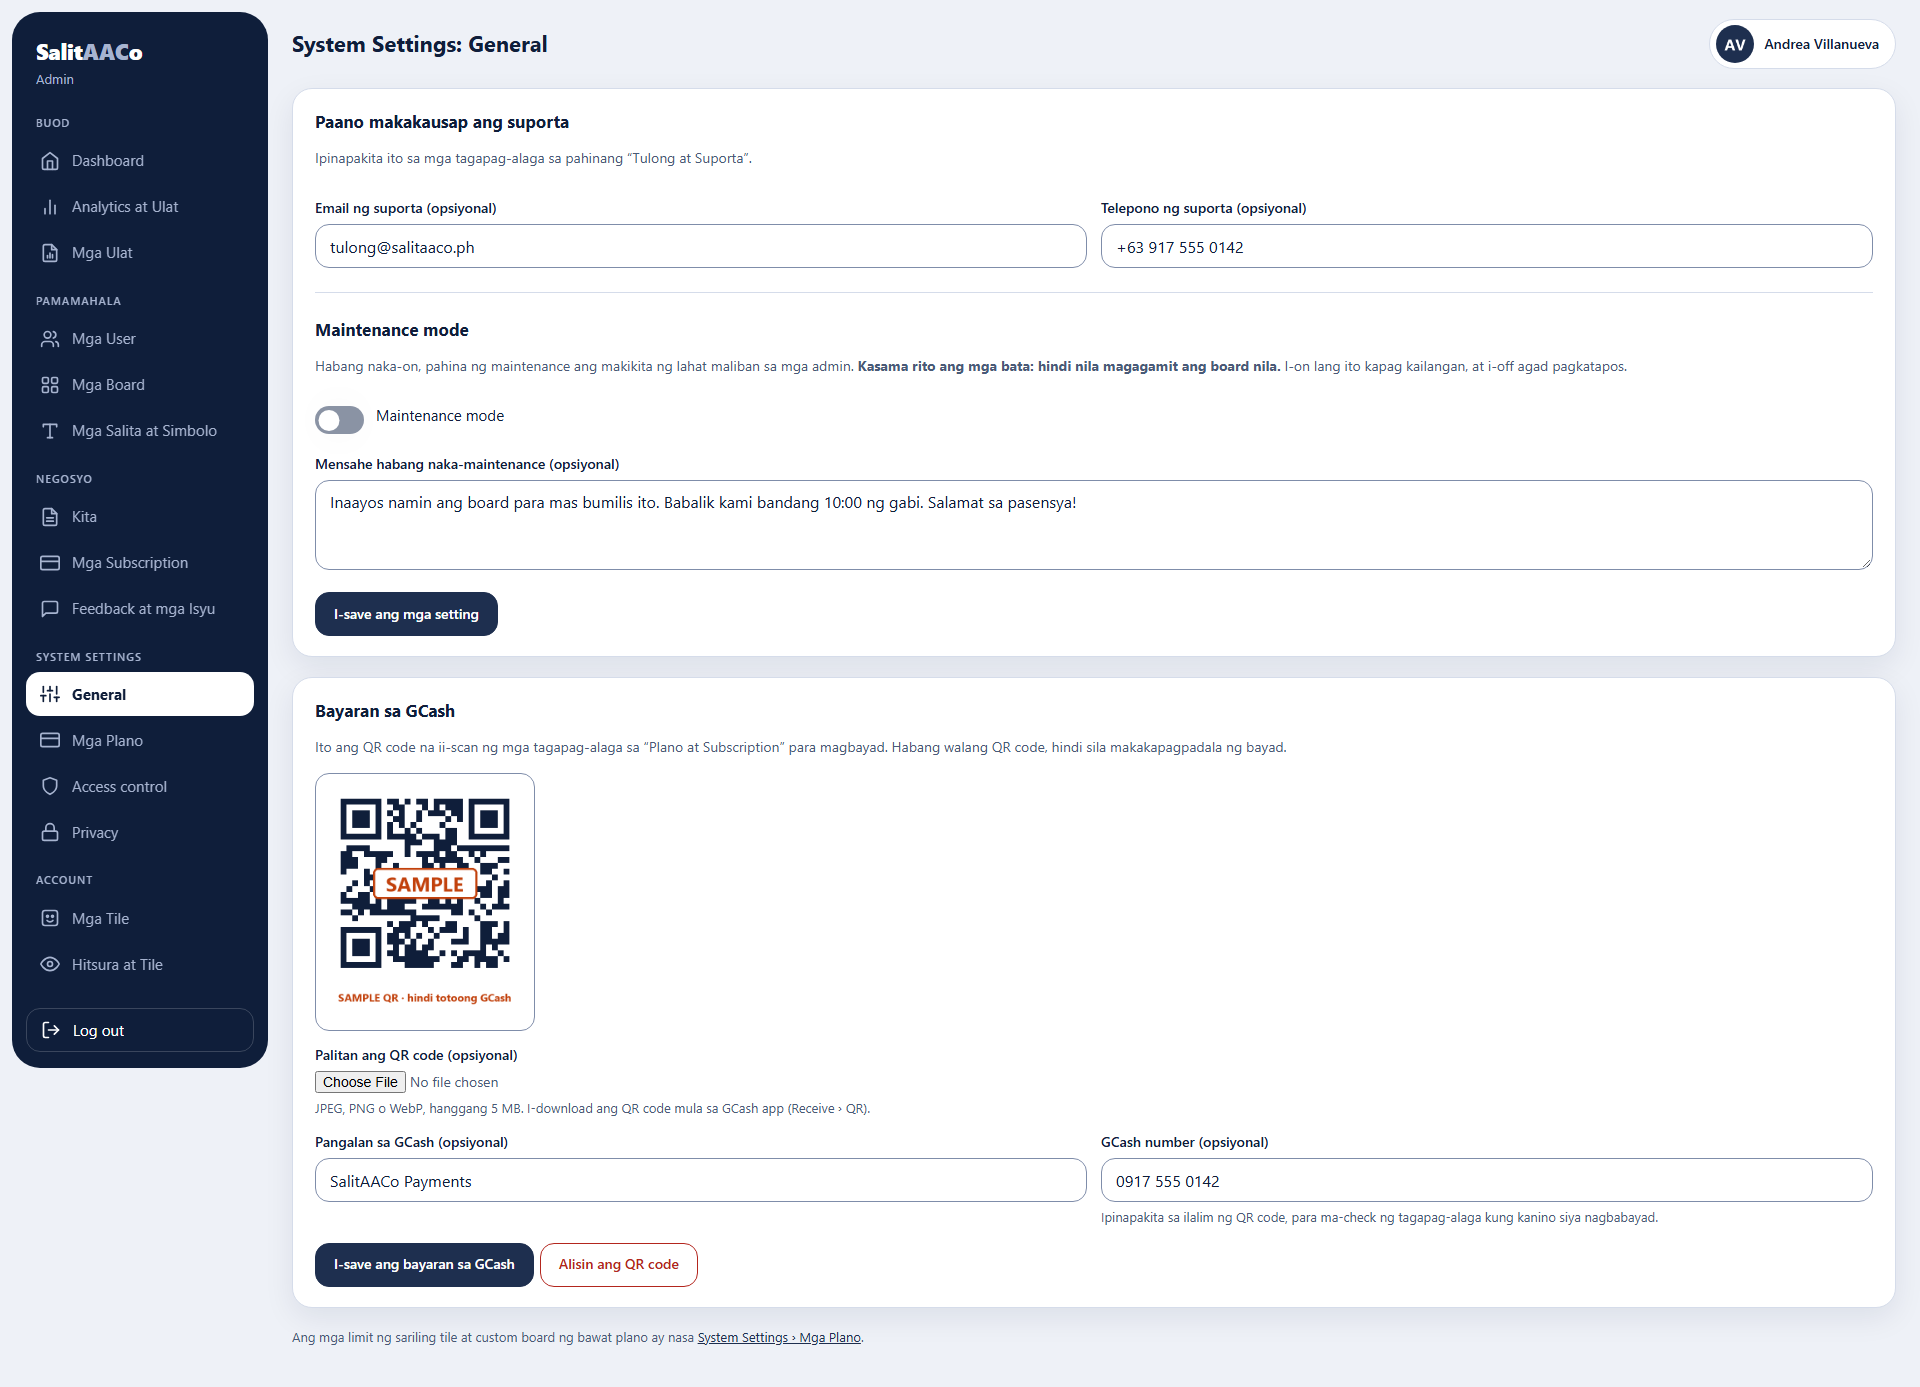 SalitAACo
Admin
BUOD
Dashboard
Analytics at Ulat
Mga Ulat
PAMAMAHALA
Mga User
Mga Board
Mga Salita at Simbolo
NEGOSYO
Kita
Mga Subscription
Feedback at mga Isyu
SYSTEM SETTINGS
General
Mga Plano
Access control
Privacy
ACCOUNT
Mga Tile
Hitsura at Tile
Log out
System Settings: General
AV
Andrea Villanueva
Paano makakausap ang suporta
Ipinapakita ito sa mga tagapag-alaga sa pahinang “Tulong at Suporta”.
Email ng suporta (opsiyonal)
tulong@salitaaco.ph
Telepono ng suporta (opsiyonal)
+63 917 555 0142
Maintenance mode
Habang naka-on, pahina ng maintenance ang makikita ng lahat maliban sa mga admin. Kasama rito ang mga bata: hindi nila magagamit ang board nila. I-on lang ito kapag kailangan, at i-off agad pagkatapos.
Maintenance mode
Mensahe habang naka-maintenance (opsiyonal)
Inaayos namin ang board para mas bumilis ito. Babalik kami bandang 10:00 ng gabi. Salamat sa pasensya!
I-save ang mga setting
Bayaran sa GCash
Ito ang QR code na ii-scan ng mga tagapag-alaga sa “Plano at Subscription” para magbayad. Habang walang QR code, hindi sila makakapagpadala ng bayad.
SAMPLE
SAMPLE QR · hindi totoong GCash
Palitan ang QR code (opsiyonal)
Choose File No file chosen
JPEG, PNG o WebP, hanggang 5 MB. I-download ang QR code mula sa GCash app (Receive › QR).
Pangalan sa GCash (opsiyonal)
SalitAACo Payments
GCash number (opsiyonal)
0917 555 0142
Ipinapakita sa ilalim ng QR code, para ma-check ng tagapag-alaga kung kanino siya nagbabayad.
I-save ang bayaran sa GCash
Alisin ang QR code
Ang mga limit ng sariling tile at custom board ng bawat plano ay nasa System Settings › Mga Plano.